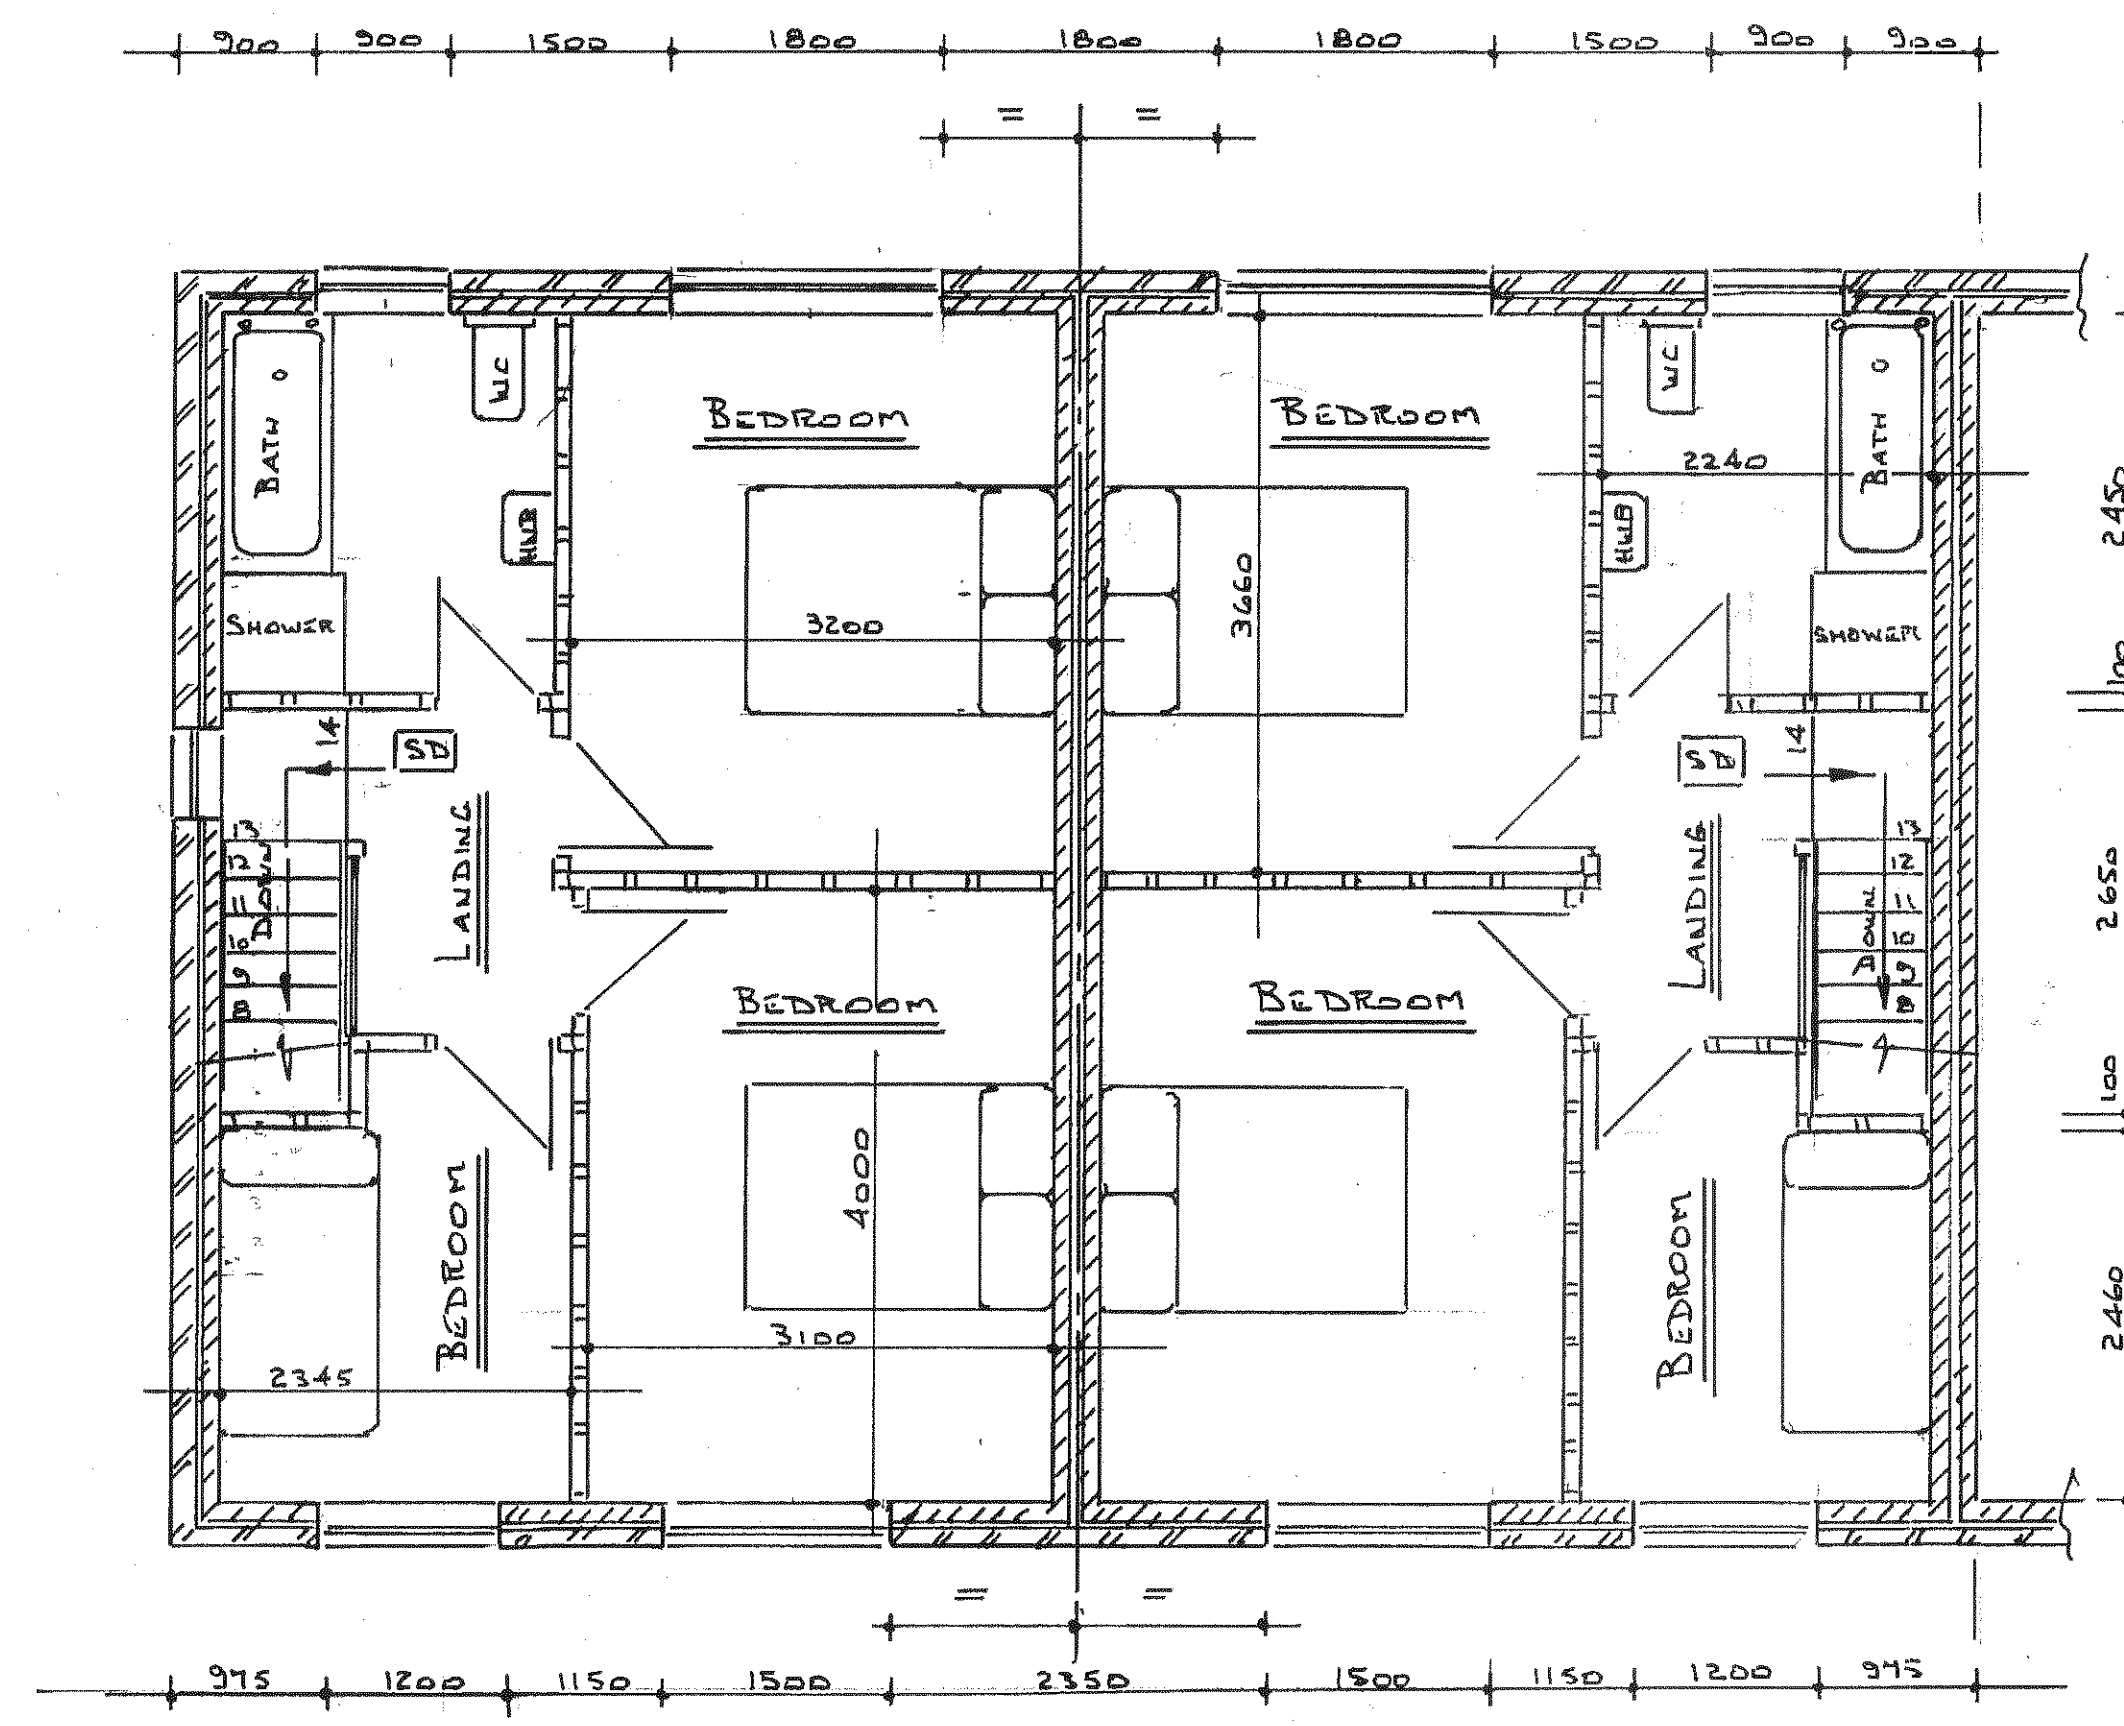 900 900 1500 1800 1800 1800 1500 900 900
= =
WC WC
BATH BEDROOM BEDROOM BATH
2240
2450
HWB HWB
3660
SHOWER 3200 SHOWER
100
14 SD SD 14
LANDING LANDING
13 13
12 12
11 11
10 10
9 9
8 8
DOWN DOWN
2650
BEDROOM BEDROOM
100
4000
BEDROOM BEDROOM
2460
3100
2345
= =
975 1200 1150 1500 2350 1500 1150 1200 975